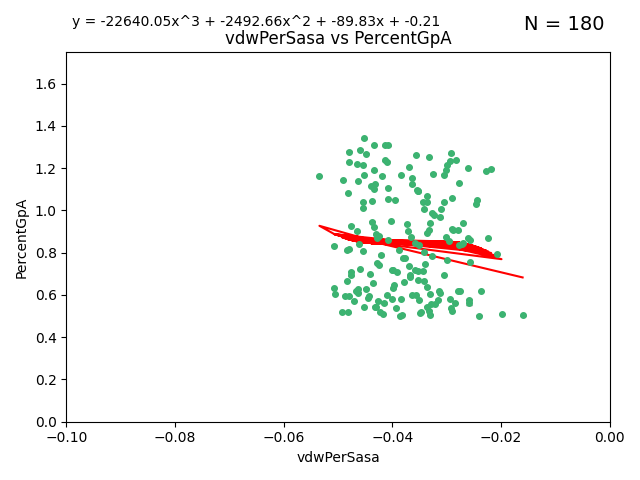 y = -22640.05x^3 + -2492.66x^2 + -89.83x + -0.21
N = 180
vdwPerSasa vs PercentGpA
PercentGpA
1.6
1.4
1.2
1.0
0.8
0.6
0.4
0.2
0.0
−0.10 −0.08 −0.06 −0.04 −0.02 0.00
vdwPerSasa